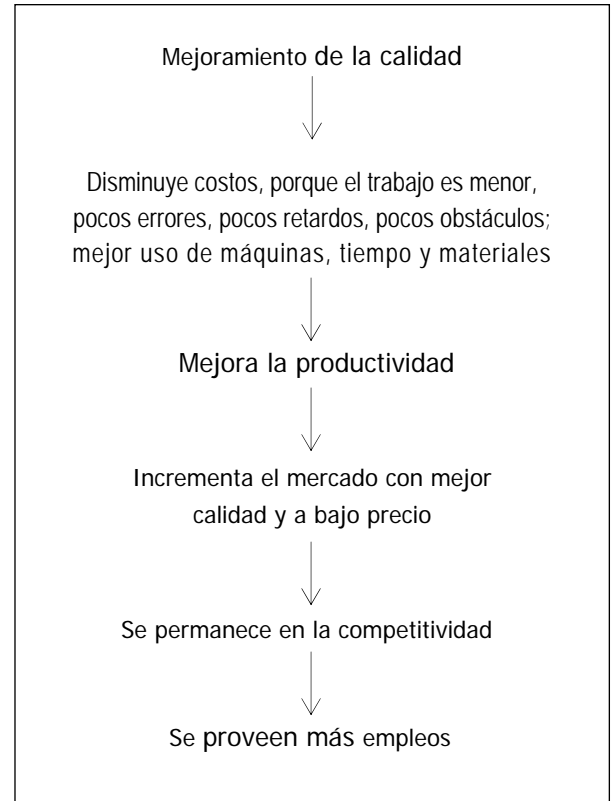 Mejoramiento de la calidad
Disminuye costos, porque el trabajo es menor,
pocos errores, pocos retardos, pocos obstáculos;
mejor uso de máquinas, tiempo y materiales
Mejora la productividad
Incrementa el mercado con mejor
calidad y a bajo precio
Se permanece en la competitividad
Se proveen más empleos